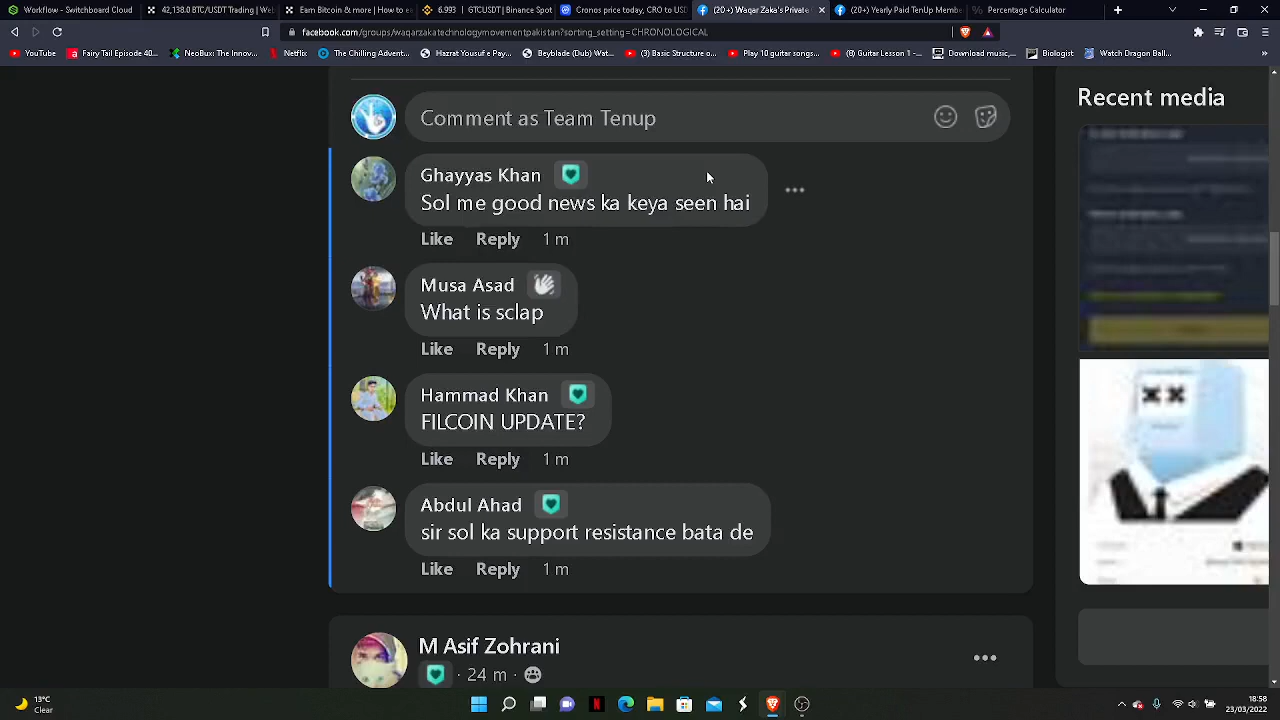 Workflow - Switchboard Cloud
42,138.0 BTC/USDT Trading | Wel
Earn Bitcoin & more | How to ea
6.993 | GTCUSDT | Binance Spot
Cronos price today, CRO to USD
(20+) Waqar Zaka's Private
(20+) Yearly Paid TenUp Membe
Percentage Calculator
facebook.com/groups/waqarzakatechnologymovementpakistan?sorting_setting=CHRONOLOGICAL
YouTube
Fairy Tail Episode 40...
NeoBux: The Innov...
Netflix
The Chilling Advent...
Hazrat Yousuf Payg...
Beyblade (Dub) Wat...
(3) Basic Structure o...
Play 10 guitar songs...
(8) Guitar Lesson 1 -...
Download music,...
Biologist
Watch Dragon Ball...
Comment as Team Tenup
Ghayyas Khan
Sol me good news ka keya seen hai
Like Reply 1 m
Musa Asad
What is sclap
Like Reply 1 m
Hammad Khan
FILCOIN UPDATE?
Like Reply 1 m
Abdul Ahad
sir sol ka support resistance bata de
Like Reply 1 m
M Asif Zohrani
· 24 m ·
Recent media
13°C
Clear
18:58
23/03/2022